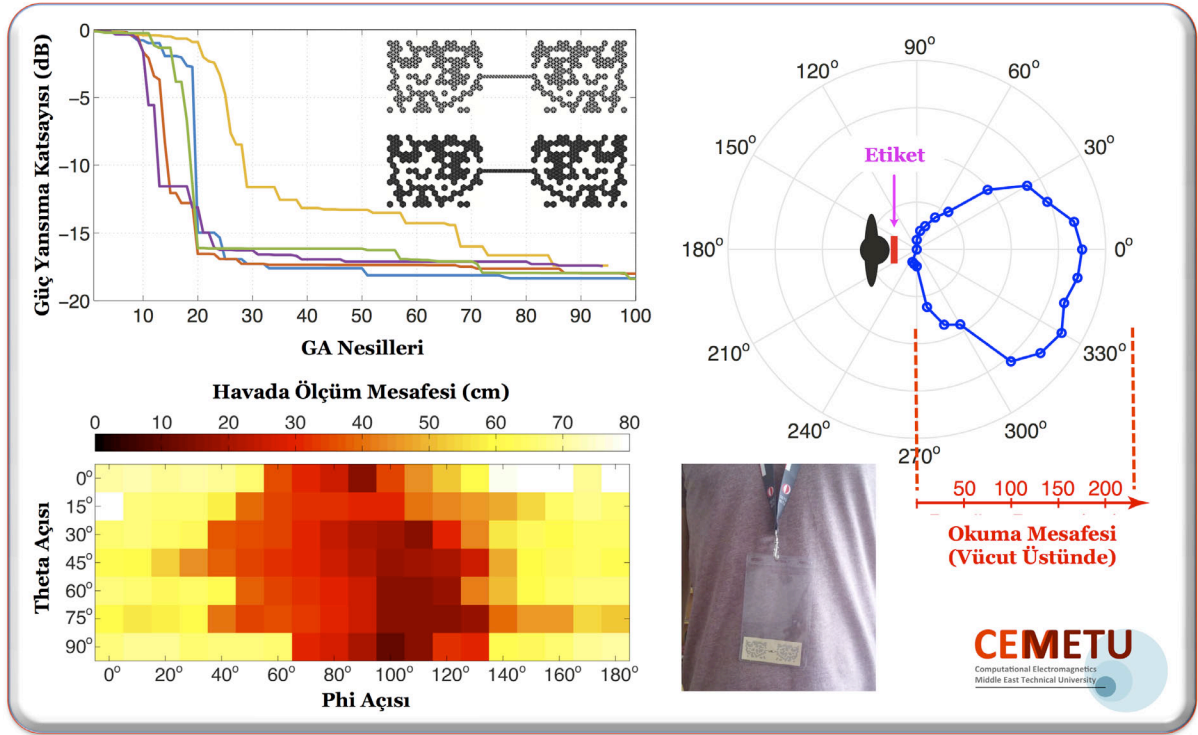 Güç Yansıma Katsayısı (dB)
0
−5
−10
−15
−20
10 20 30 40 50 60 70 80 90 100
GA Nesilleri
Havada Ölçüm Mesafesi (cm)
0 10 20 30 40 50 60 70 80
Theta Açısı
0°
15°
30°
45°
60°
75°
90°
0° 20° 40° 60° 80° 100° 120° 140° 160° 180°
Phi Açısı
90°
120° 60°
150° 30°
Etiket
180° 0°
210° 330°
240° 300°
270°
50 100 150 200
Okuma Mesafesi
(Vücut Üstünde)
CEMETU
Computational Electromagnetics
Middle East Technical University